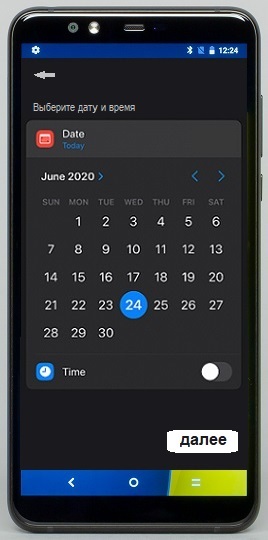 12:24
Выберите дату и время
Date
Today
June 2020
SUN MON TUE WED THU FRI SAT
1 2 3 4 5 6
7 8 9 10 11 12 13
14 15 16 17 18 19 20
21 22 23 24 25 26 27
28 29 30
Time
далее